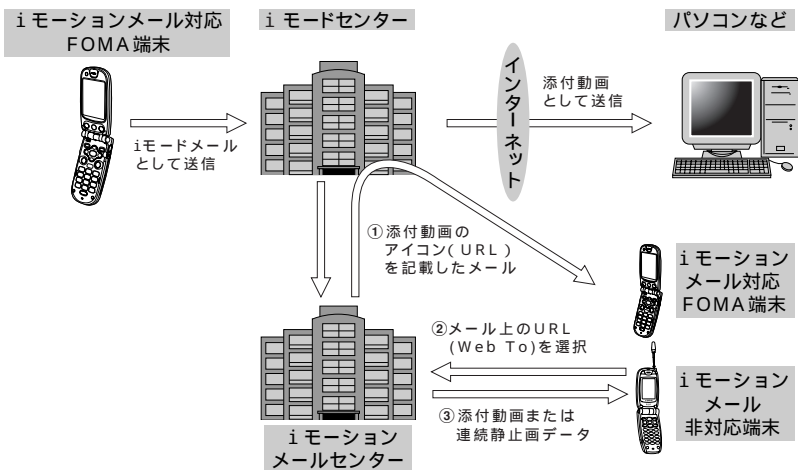 iモーションメール対応
FOMA端末
iモードセンター
パソコンなど
iモードメール
として送信
インターネット
添付動画
として送信
①添付動画の
アイコン(URL)
を記載したメール
iモーション
メール対応
FOMA端末
②メール上のURL
(Web To)を選択
iモーション
メール
非対応端末
③添付動画または
連続静止画データ
iモーション
メールセンター